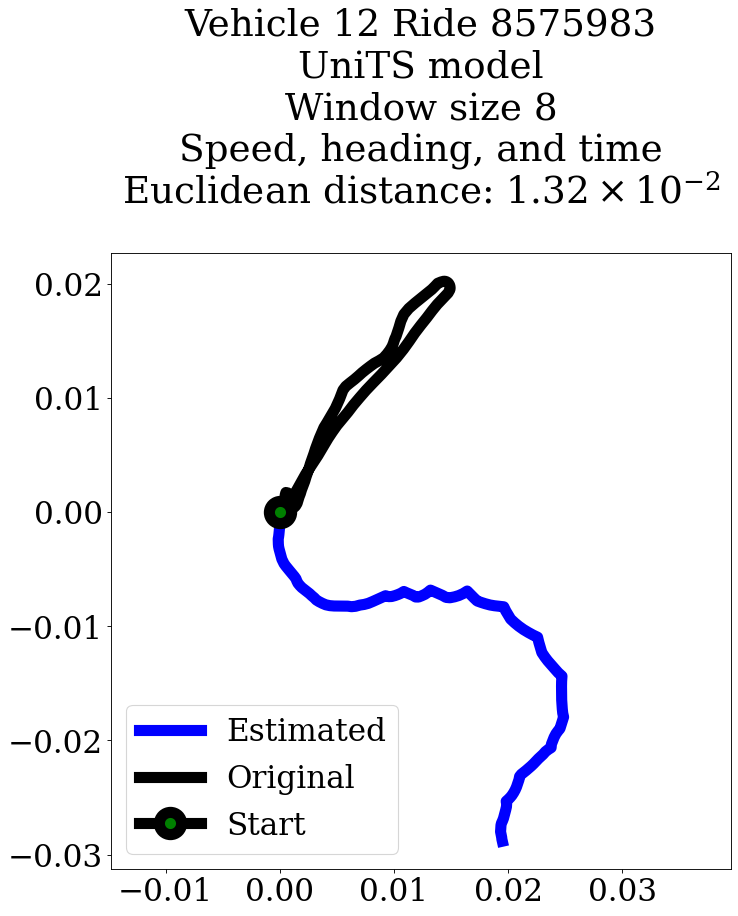 Vehicle 12 Ride 8575983
UniTS model
Window size 8
Speed, heading, and time
Euclidean distance: 1.32 × 10⁻²
0.02
0.01
0.00
−0.01
−0.02
−0.03
Estimated
Original
Start
−0.01 0.00 0.01 0.02 0.03